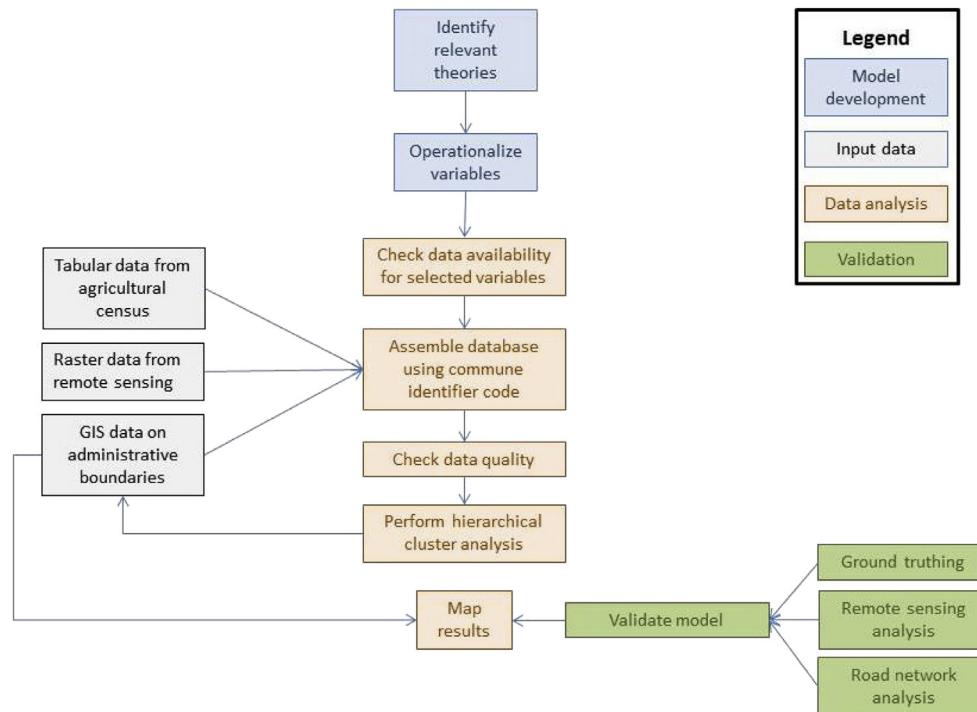 Identify
relevant
theories
Operationalize
variables
Check data availability
for selected variables
Tabular data from
agricultural
census
Raster data from
remote sensing
GIS data on
administrative
boundaries
Assemble database
using commune
identifier code
Check data quality
Perform hierarchical
cluster analysis
Map
results
Validate model
Ground truthing
Remote sensing
analysis
Road network
analysis
Legend
Model
development
Input data
Data analysis
Validation